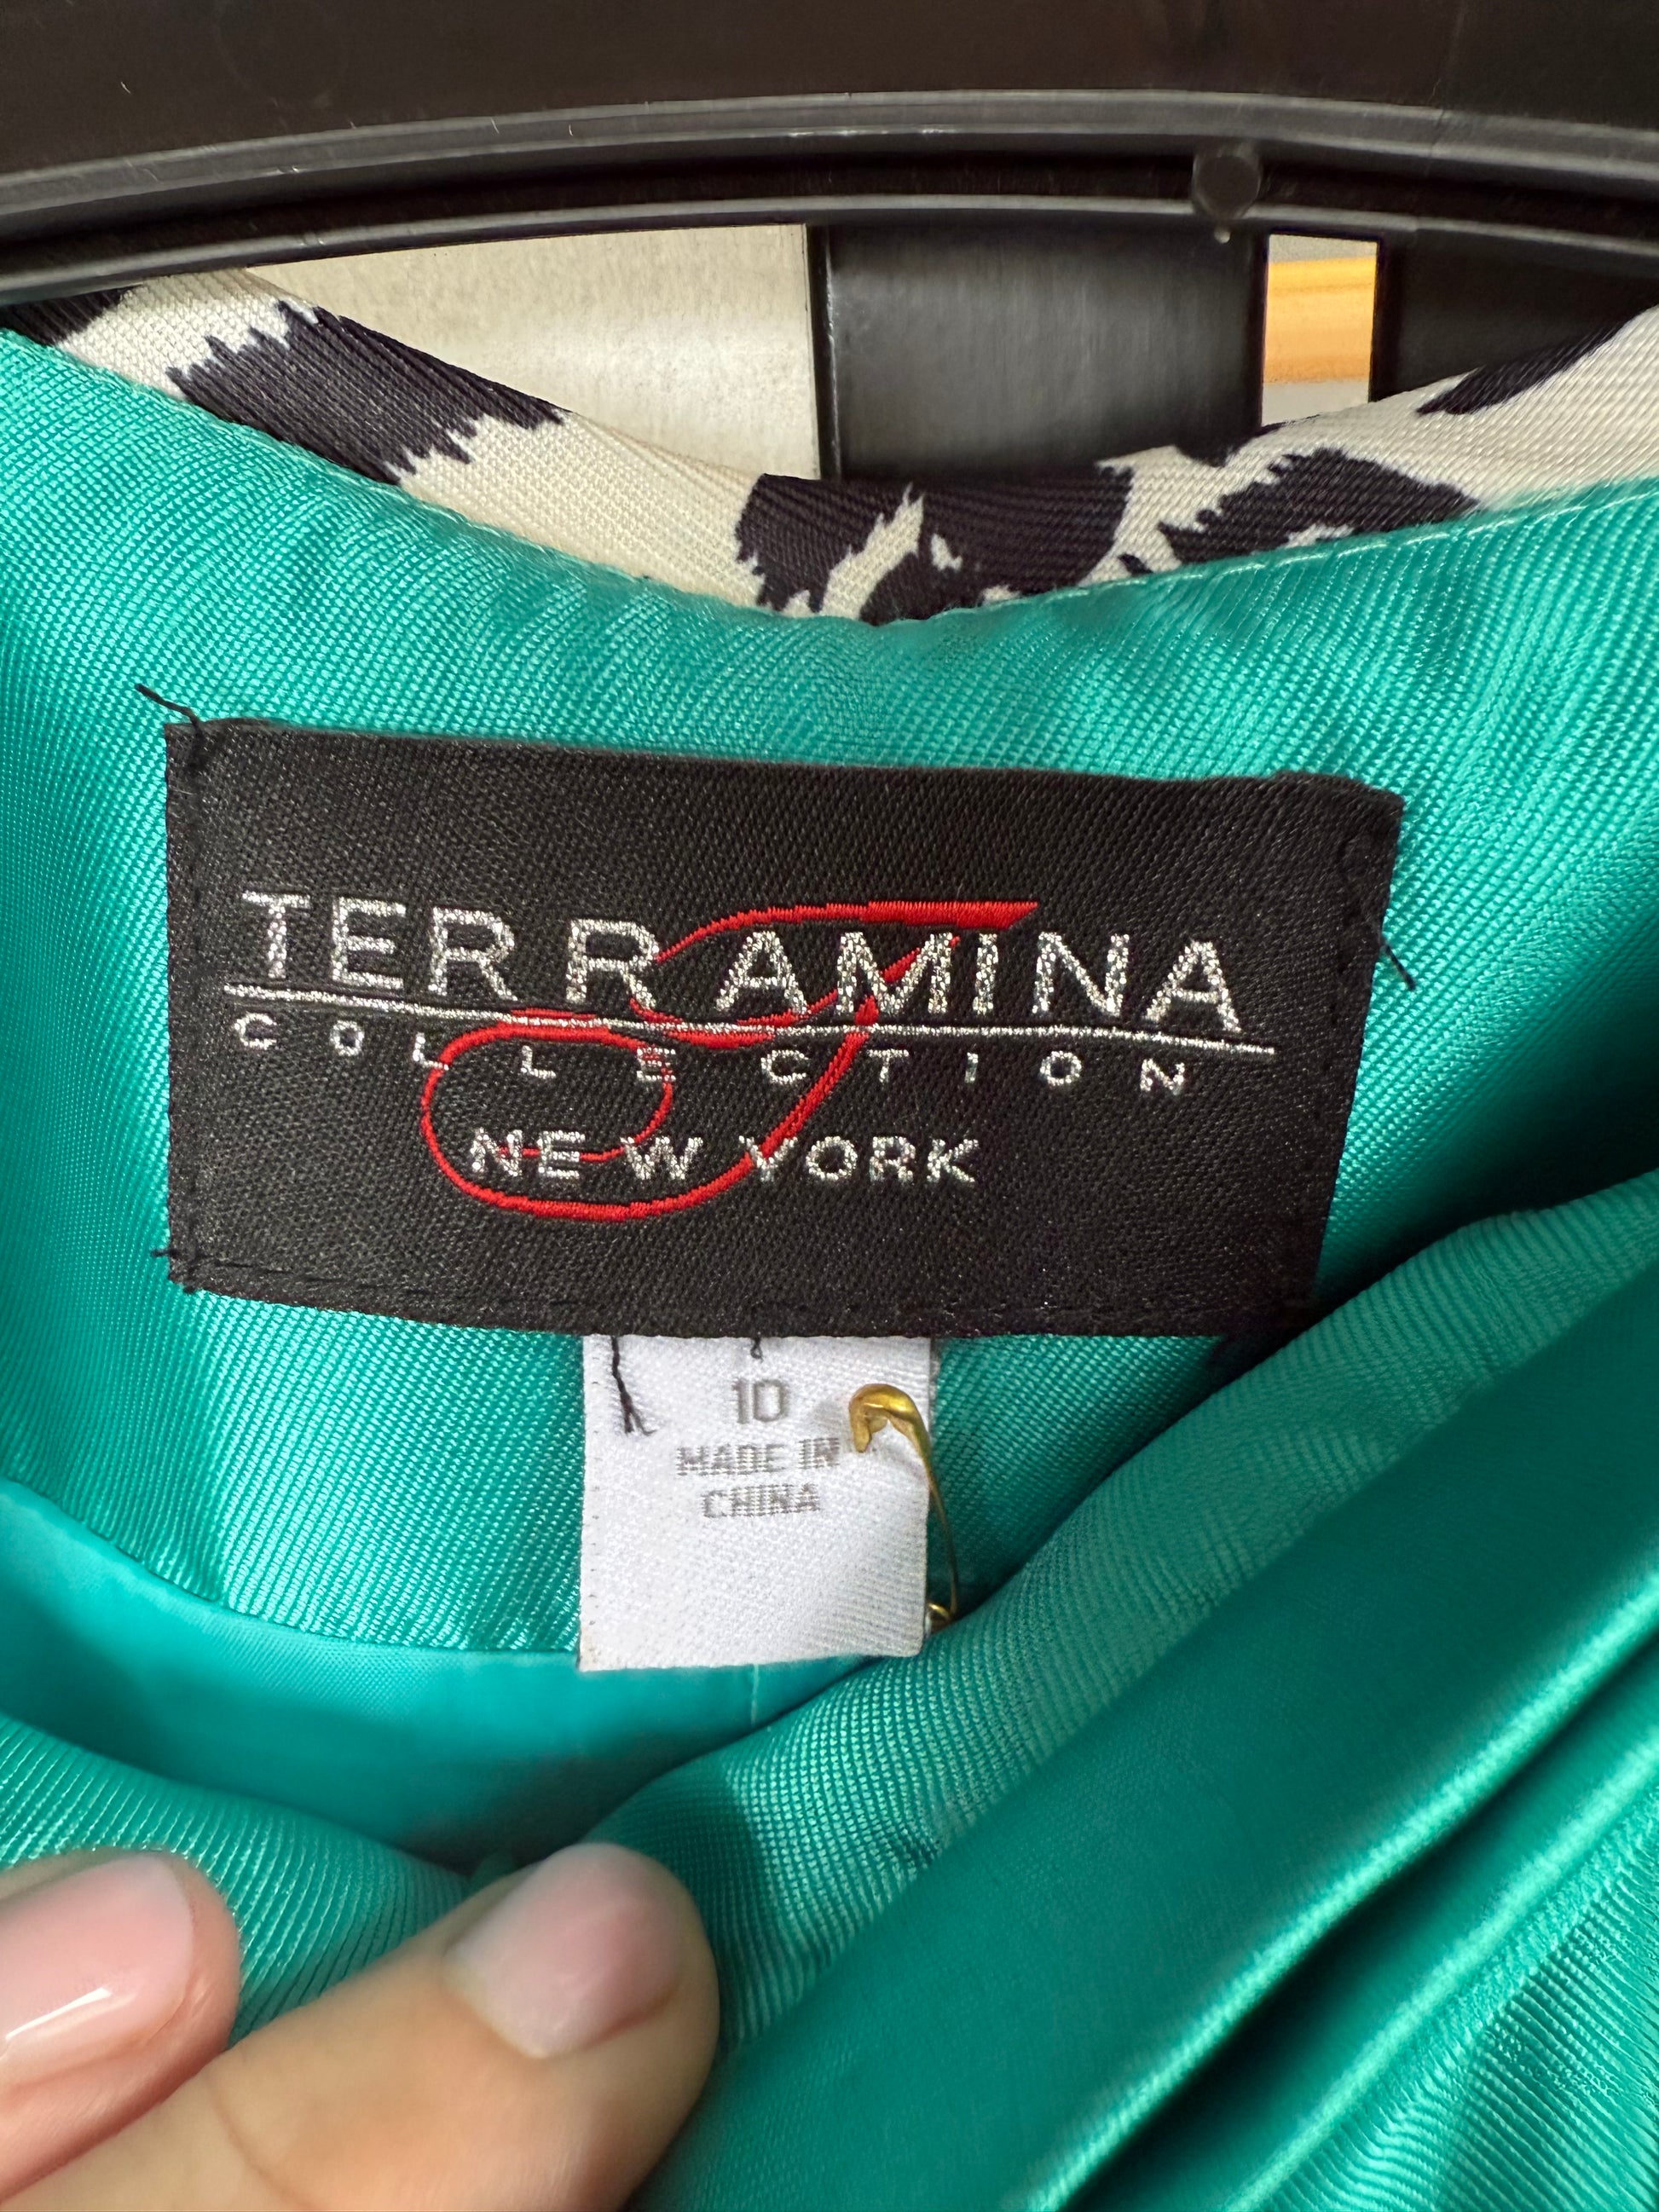 TERRAMINA
COLLECTION
NEW YORK
10
MADE IN
CHINA